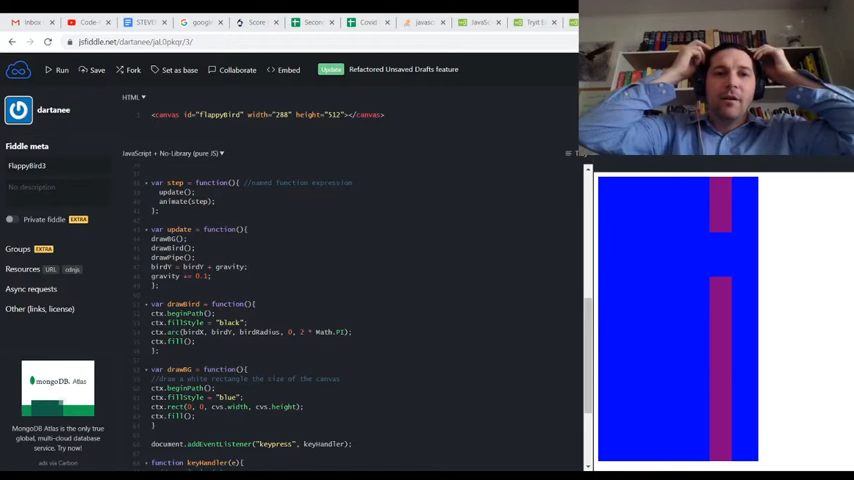 Inbox
Code
STEVE
google
Score
Secon
Covid
javasc
JavaSc
Tryit E
jsfiddle.net/dartanee/jaL0pkqr/3/
Run
Save
Fork
Set as base
Collaborate
Embed
Update
Refactored Unsaved Drafts feature
dartanee
Fiddle meta
FlappyBird3
No description
Private fiddle EXTRA
Groups EXTRA
Resources URL cdnjs
Async requests
Other (links, license)
mongoDB. Atlas
MongoDB Atlas is the only true
global, multi-cloud database
service. Try now!
ads via Carbon
HTML
<canvas id="flappyBird" width="288" height="512"></canvas>
JavaScript + No-Library (pure JS)
var step = function(){ //named function expression
update();
animate(step);
};
var update = function(){
drawBG();
drawBird();
drawPipe();
birdY = birdY + gravity;
gravity += 0.1;
};
var drawBird = function(){
ctx.beginPath();
ctx.fillStyle = "black";
ctx.arc(birdX, birdY, birdRadius, 0, 2 * Math.PI);
ctx.fill();
};
var drawBG = function(){
//draw a white rectangle the size of the canvas
ctx.beginPath();
ctx.fillStyle = "blue";
ctx.rect(0, 0, cvs.width, cvs.height);
ctx.fill();
}
document.addEventListener("keypress", keyHandler);
function keyHandler(e){